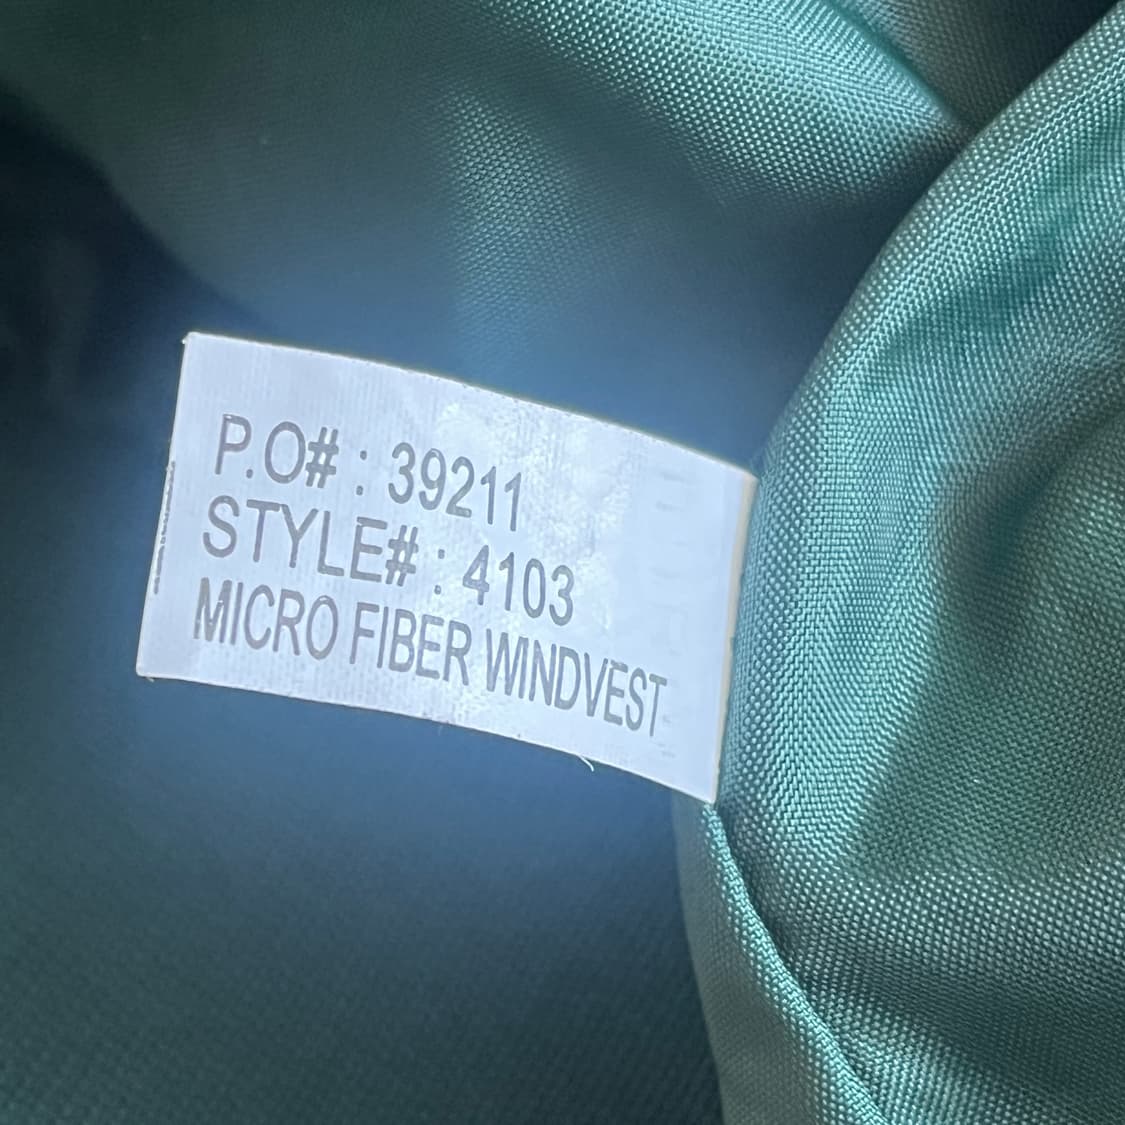 P.O# : 39211
STYLE# : 4103
MICRO FIBER WINDVEST